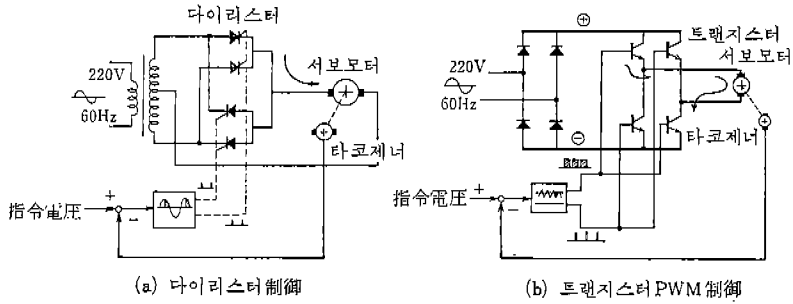 다이리스터
220V
60Hz
서보모터
타코제너
指令電圧
+
−
(a) 다이리스터制御
⊕
트랜지스터
서보모터
220V
60Hz
타코제너
⊖
指令電圧
+
−
(b) 트랜지스터PWM制御